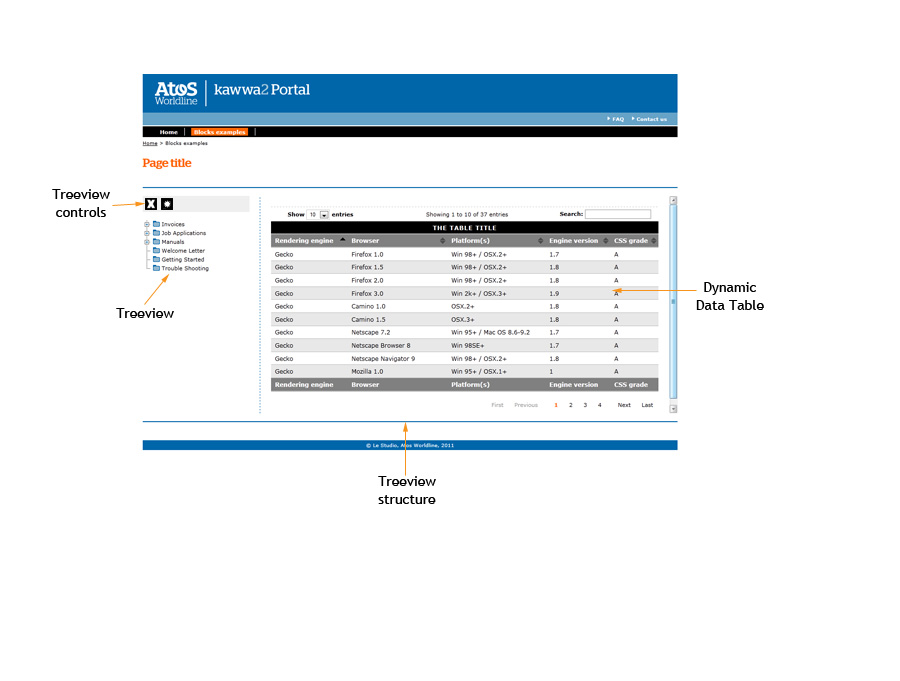 AtoS
Worldline
kawwa2 Portal
FAQ Contact us
Home Blocks examples
Home > Blocks examples
Page title
Treeview
controls
Show 10 entries Showing 1 to 10 of 37 entries Search:
THE TABLE TITLE
Rendering engine Browser Platform(s) Engine version CSS grade
Gecko Firefox 1.0 Win 98+ / OSX.2+ 1.7 A
Gecko Firefox 1.5 Win 98+ / OSX.2+ 1.8 A
Gecko Firefox 2.0 Win 98+ / OSX.2+ 1.8 A
Gecko Firefox 3.0 Win 2k+ / OSX.3+ 1.9 A
Gecko Camino 1.0 OSX.2+ 1.8 A
Gecko Camino 1.5 OSX.3+ 1.8 A
Gecko Netscape 7.2 Win 95+ / Mac OS 8.6-9.2 1.7 A
Gecko Netscape Browser 8 Win 98SE+ 1.7 A
Gecko Netscape Navigator 9 Win 98+ / OSX.2+ 1.8 A
Gecko Mozilla 1.0 Win 95+ / OSX.1+ 1 A
Rendering engine Browser Platform(s) Engine version CSS grade
First Previous 1 2 3 4 Next Last
Invoices
Job Applications
Manuals
Welcome Letter
Getting Started
Trouble Shooting
Treeview
Dynamic
Data Table
© Le Studio, Atos Worldline, 2011
Treeview
structure